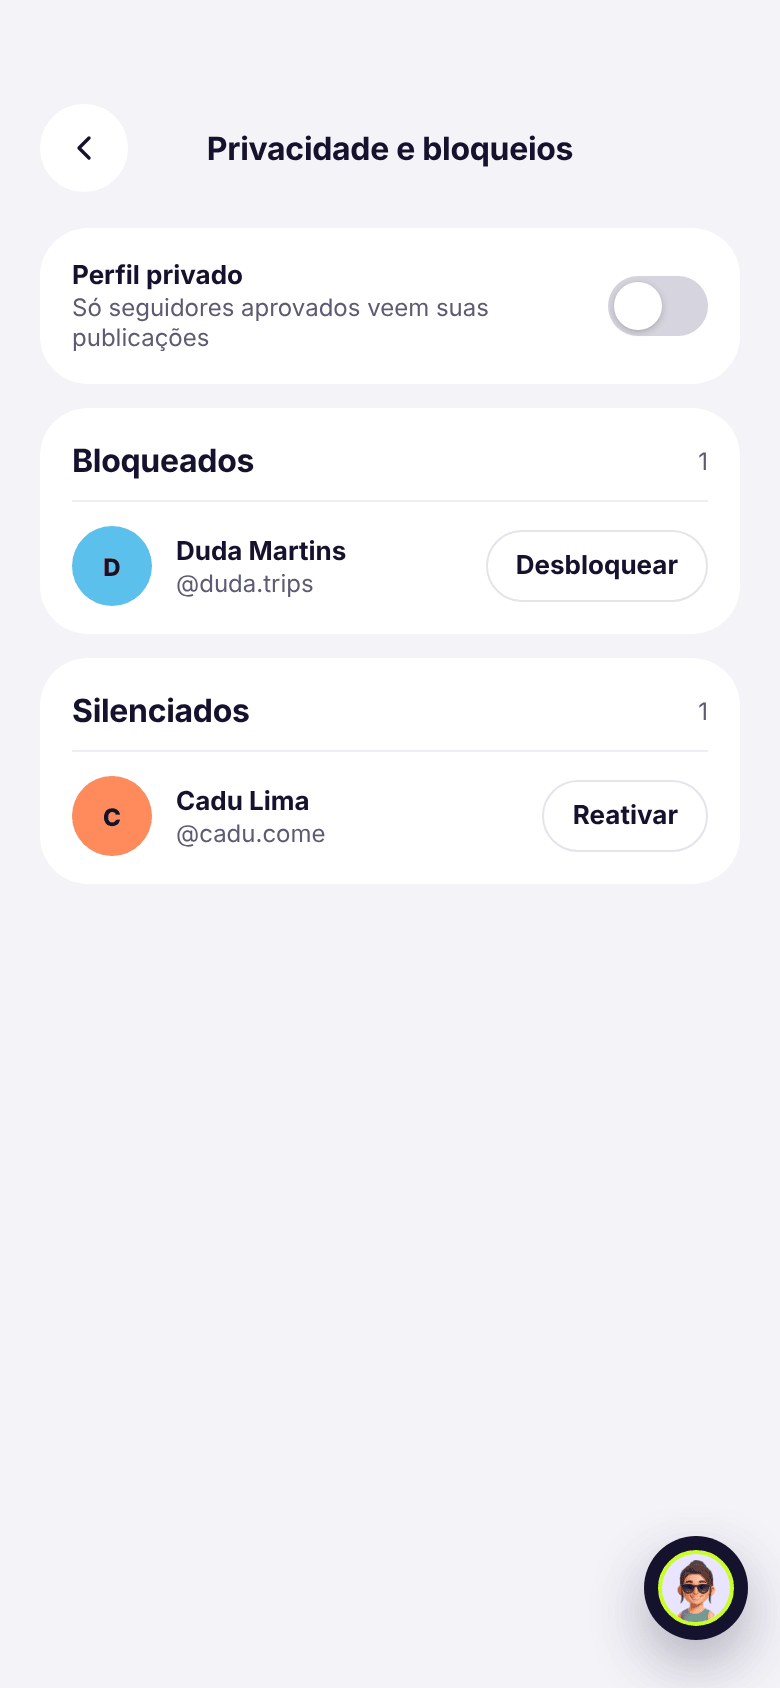 Privacidade e bloqueios
Perfil privado
Só seguidores aprovados veem suas
publicações
Bloqueados
1
D
Duda Martins
@duda.trips
Desbloquear
Silenciados
1
C
Cadu Lima
@cadu.come
Reativar